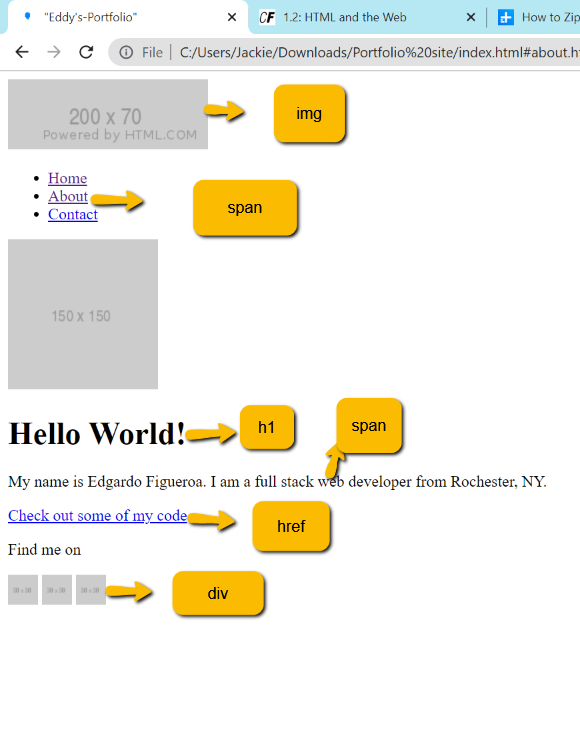 "Eddy's-Portfolio"
CF 1.2: HTML and the Web
How to Zip
File | C:/Users/Jackie/Downloads/Portfolio%20site/index.html#about.h
200 x 70
Powered by HTML.COM
img
Home
About
span
Contact
150 x 150
Hello World!
h1
span
My name is Edgardo Figueroa. I am a full stack web developer from Rochester, NY.
Check out some of my code
href
Find me on
30 x 30 30 x 30 30 x 30
div